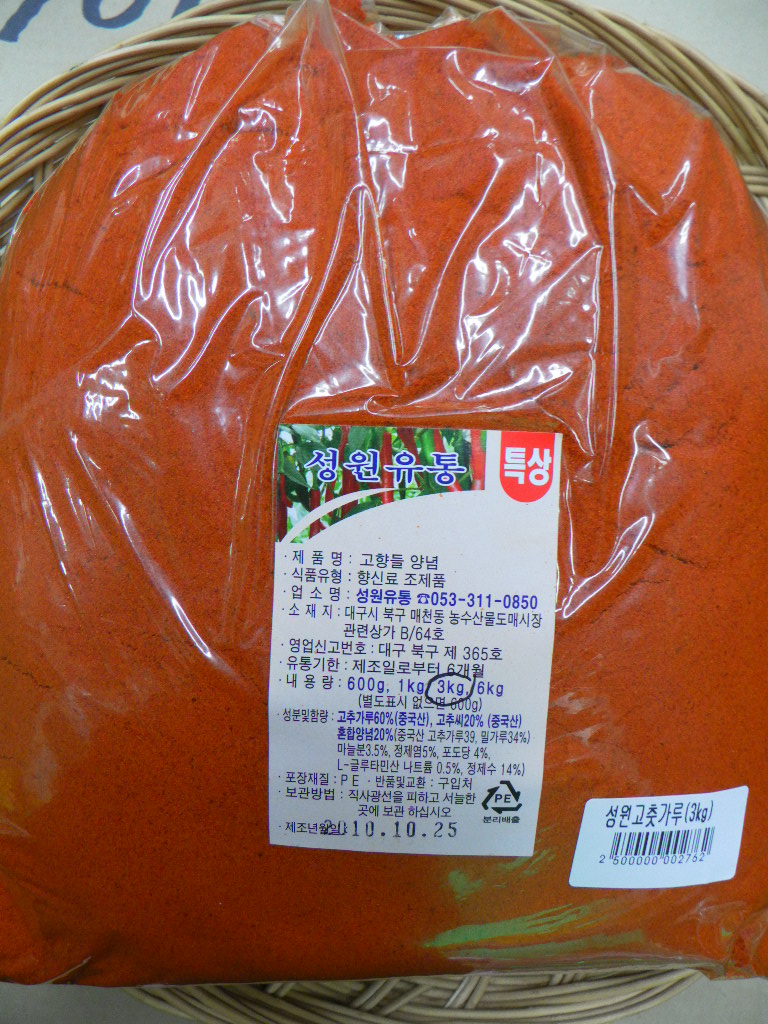 성원유통
특상
· 제 품 명 : 고향들 양념
· 식품유형 : 향신료 조제품
· 업 소 명 : 성원유통 ☎053-311-0850
· 소 재 지 : 대구시 북구 매천동 농수산물도매시장
관련상가 B/64호
· 영업신고번호 : 대구 북구 제 365호
· 유통기한 : 제조일로부터 6개월
· 내 용 량 : 600g, 1kg, 3kg, 6kg
(별도표시 없으면 600g)
· 성분및함량 : 고추가루60%(중국산), 고추씨20% (중국산)
혼합양념20%(중국산 고추가루39, 밀가루34%)
마늘분3.5%, 정제염5%, 포도당 4%,
L-글루타민산 나트륨 0.5%, 정제수 14%)
· 포장재질 : P E · 반품및교환 : 구입처
· 보관방법 : 직사광선을 피하고 서늘한
곳에 보관 하십시오
PE
분리배출
· 제조년월일 : 2010.10.25
성원고춧가루(3kg)
2 500000 002762